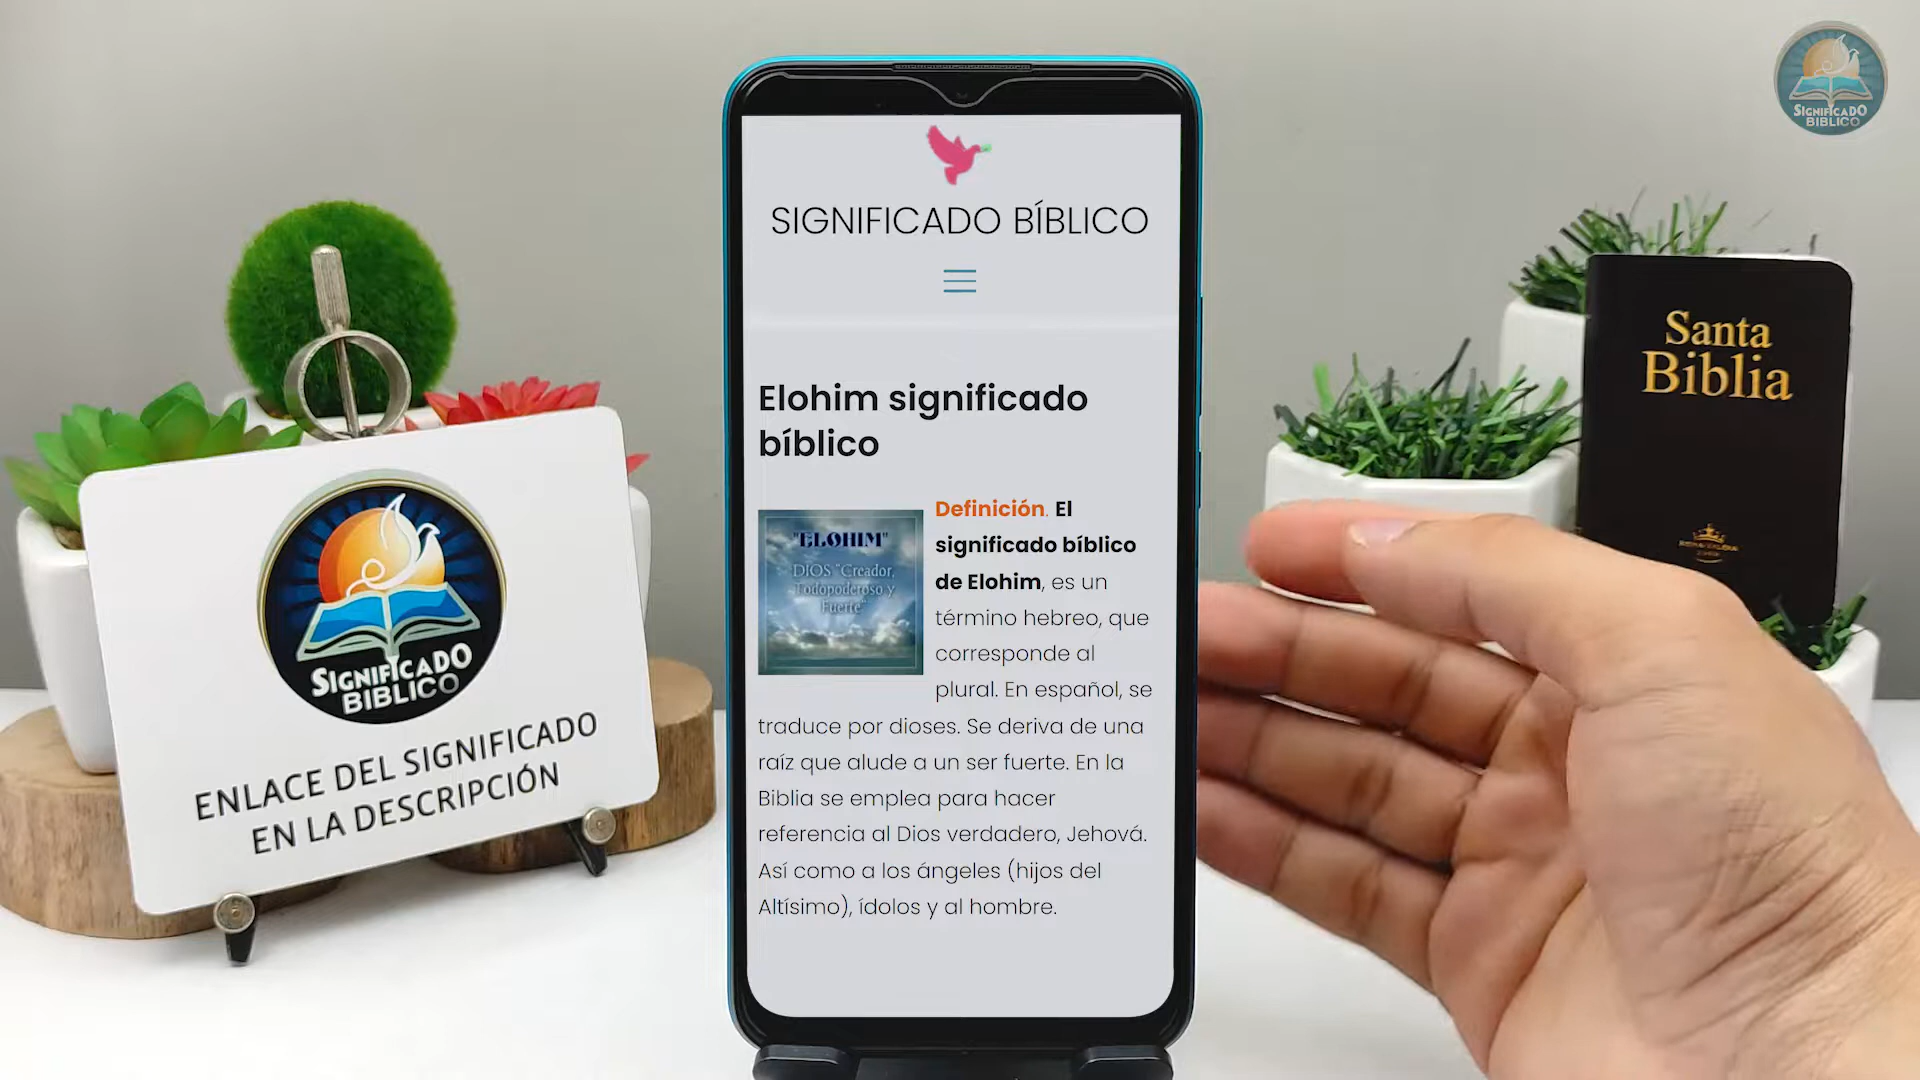 SIGNIFICADO
BIBLICO
SIGNIFICADO BÍBLICO
Elohim significado
bíblico
"ELOHIM"
DIOS "Creador,
Todopoderoso y
Fuerte"
Definición. El
significado bíblico
de Elohim, es un
término hebreo, que
corresponde al
plural. En español, se
traduce por dioses. Se deriva de una
raíz que alude a un ser fuerte. En la
Biblia se emplea para hacer
referencia al Dios verdadero, Jehová.
Así como a los ángeles (hijos del
Altísimo), ídolos y al hombre.
SIGNIFICADO
BIBLICO
ENLACE DEL SIGNIFICADO
EN LA DESCRIPCIÓN
Santa
Biblia